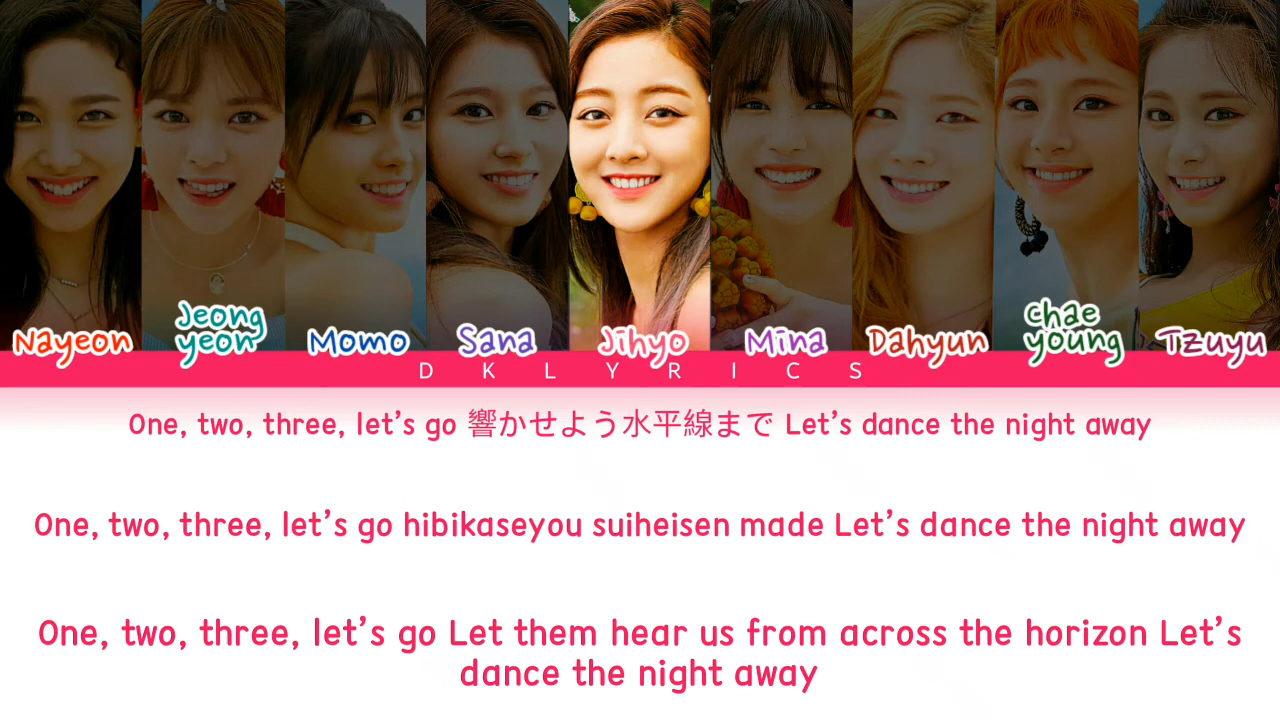 Nayeon
Jeong
yeon
Momo
Sana
Jihyo
Mina
Dahyun
chae
young
Tzuyu
DKLYRICS
One, two, three, let's go 響かせよう水平線まで Let's dance the night away
One, two, three, let's go hibikaseyou suiheisen made Let's dance the night away
One, two, three, let's go Let them hear us from across the horizon Let's
dance the night away